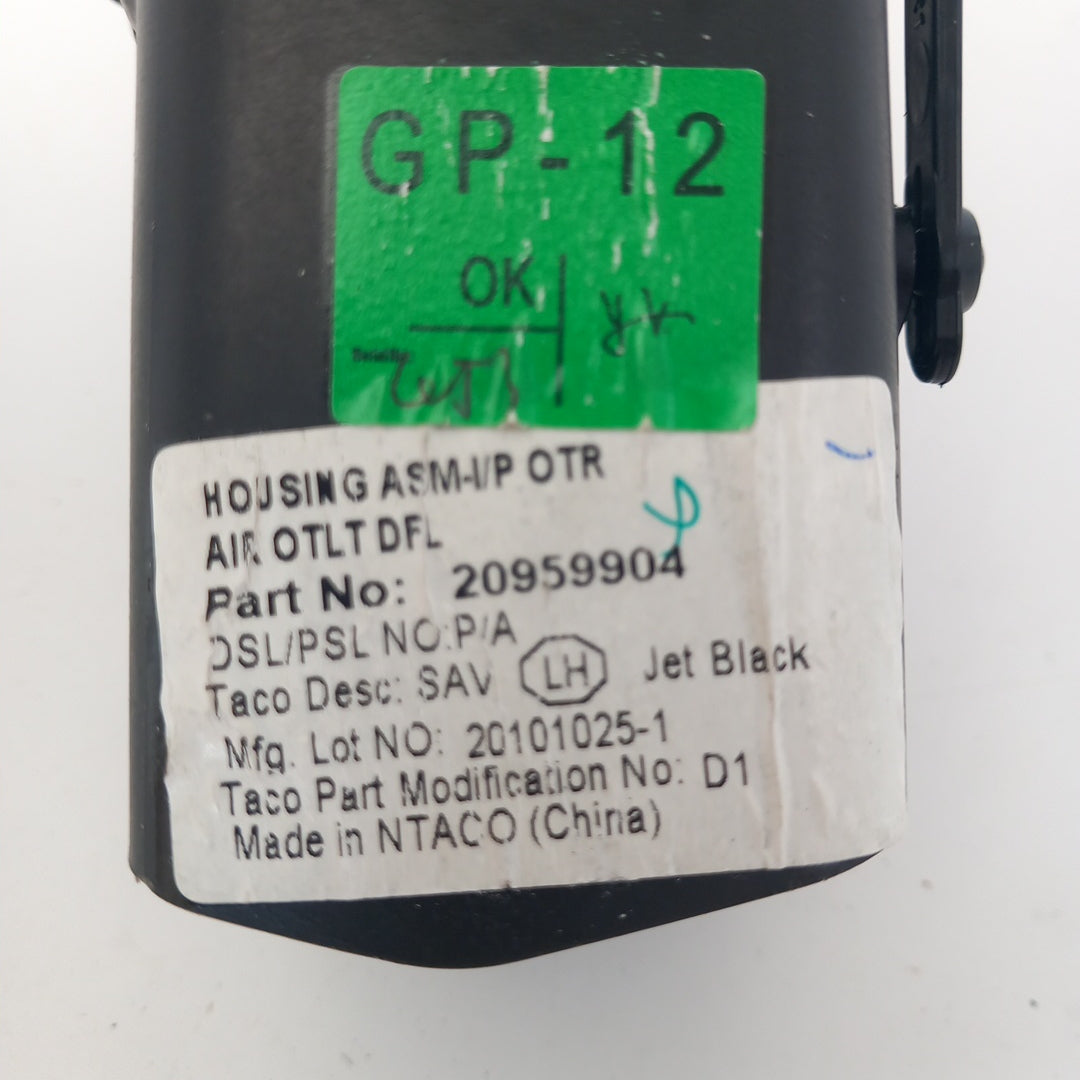 GP-12
OK
HOUSING ASM-I/P OTR
AIR OTLT DFL
Part No: 20959904
DSL/PSL NO:P/A
Taco Desc: SAV LH Jet Black
Mfg. Lot NO: 20101025-1
Taco Part Modification No: D1
Made in NTACO (China)